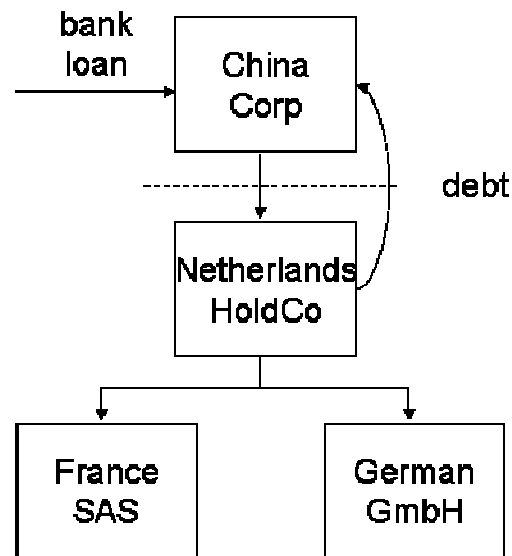 bank
loan
China
Corp
debt
Netherlands
HoldCo
France
SAS
German
GmbH